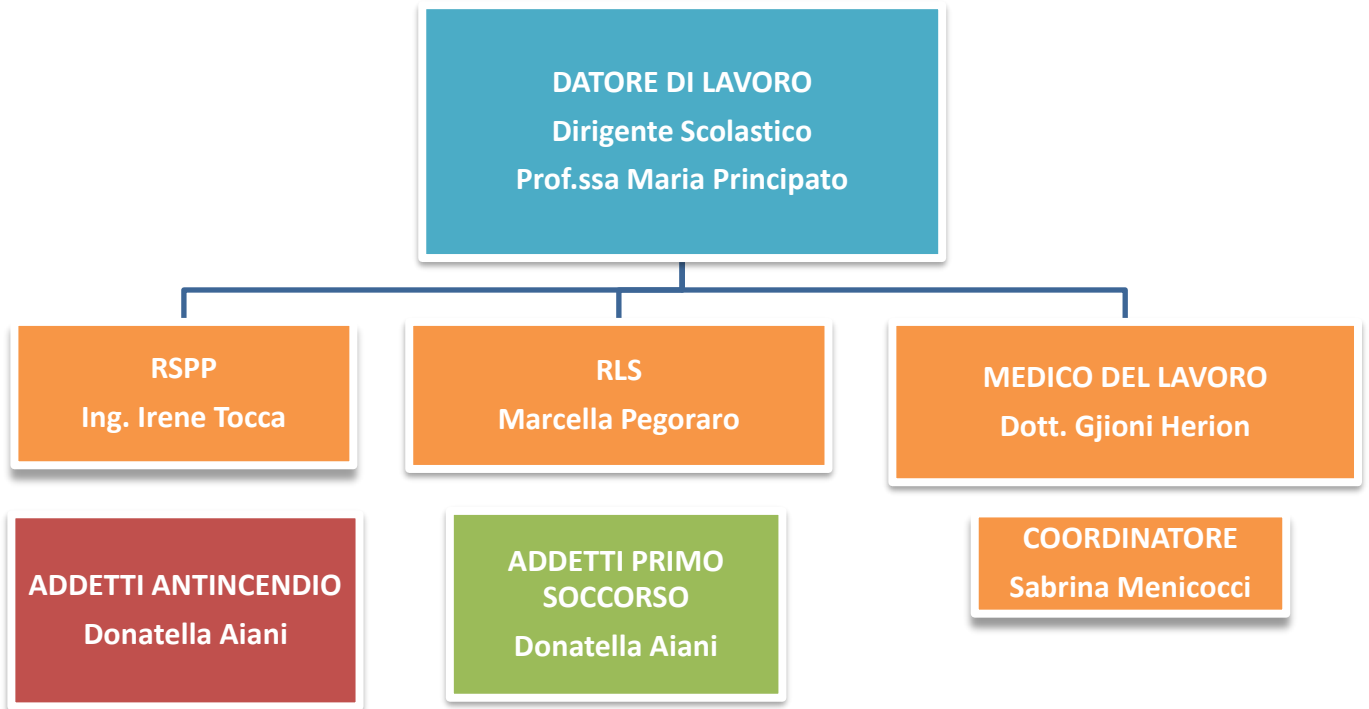 DATORE DI LAVORO
Dirigente Scolastico
Prof.ssa Maria Principato
RSPP
Ing. Irene Tocca
RLS
Marcella Pegoraro
MEDICO DEL LAVORO
Dott. Gjioni Herion
ADDETTI ANTINCENDIO
Donatella Aiani
ADDETTI PRIMO
SOCCORSO
Donatella Aiani
COORDINATORE
Sabrina Menicocci